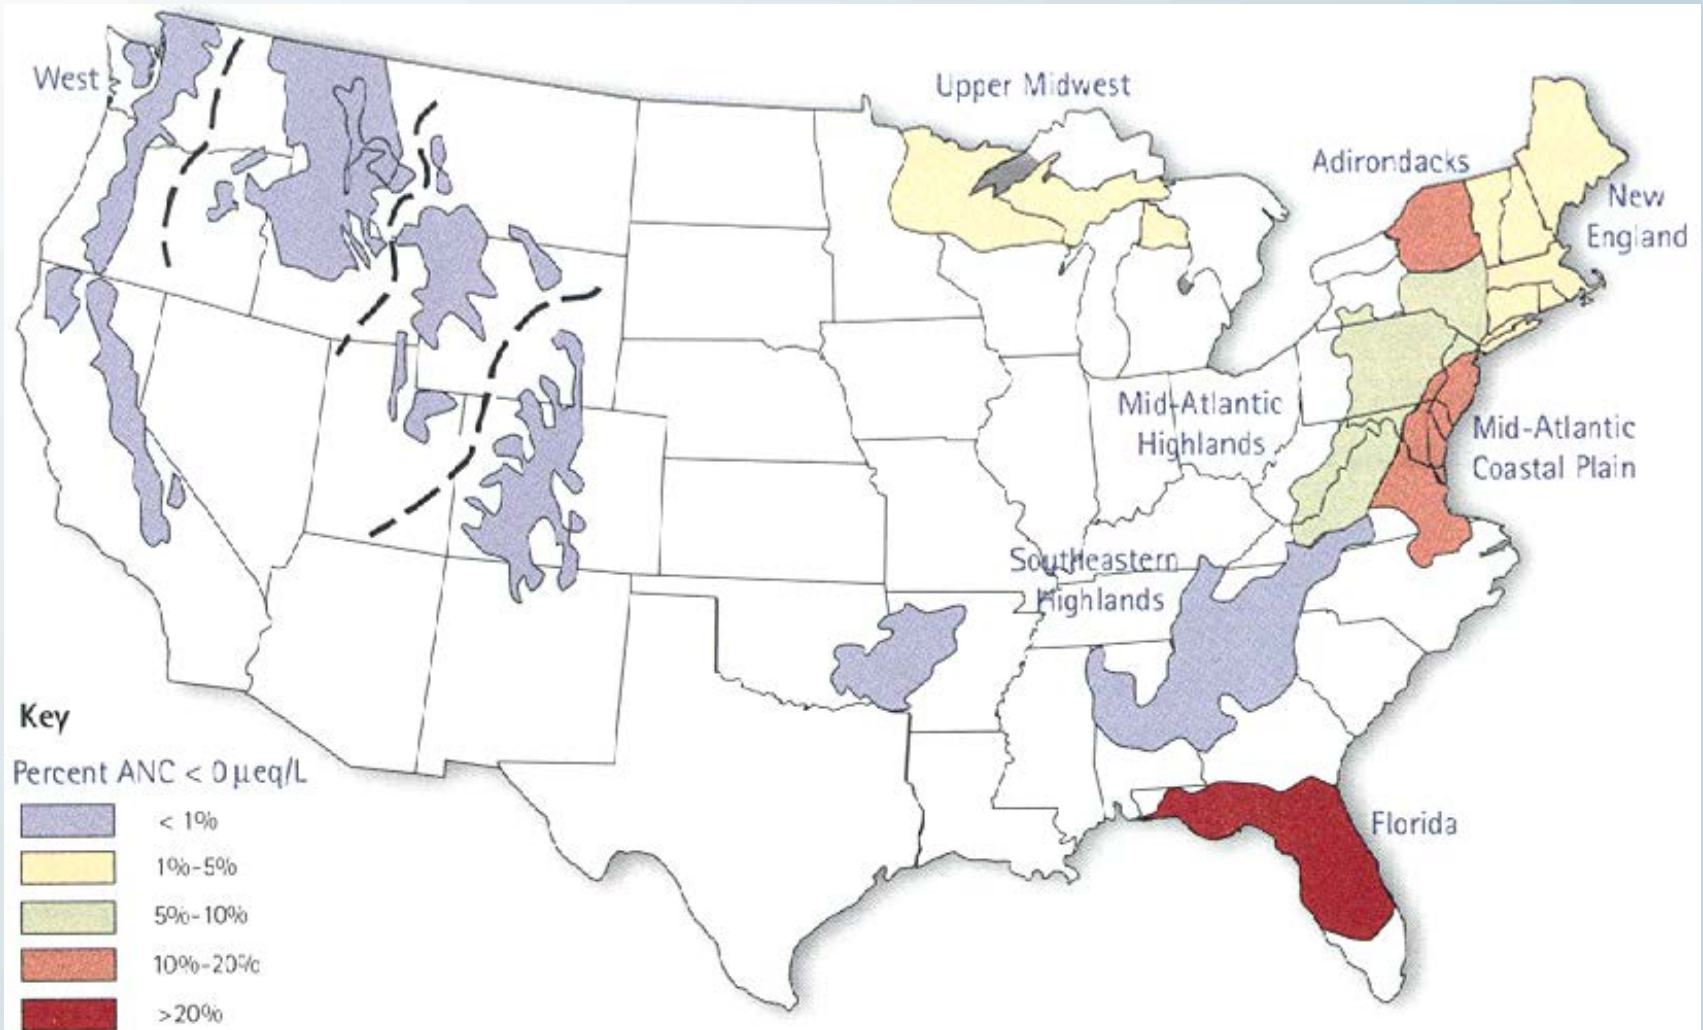 West
Upper Midwest
Adirondacks
New
England
Mid-Atlantic
Highlands
Mid-Atlantic
Coastal Plain
Southeastern
Highlands
Florida
Key
Percent ANC < 0 µeq/L
< 1%
1%-5%
5%-10%
10%-20%
>20%